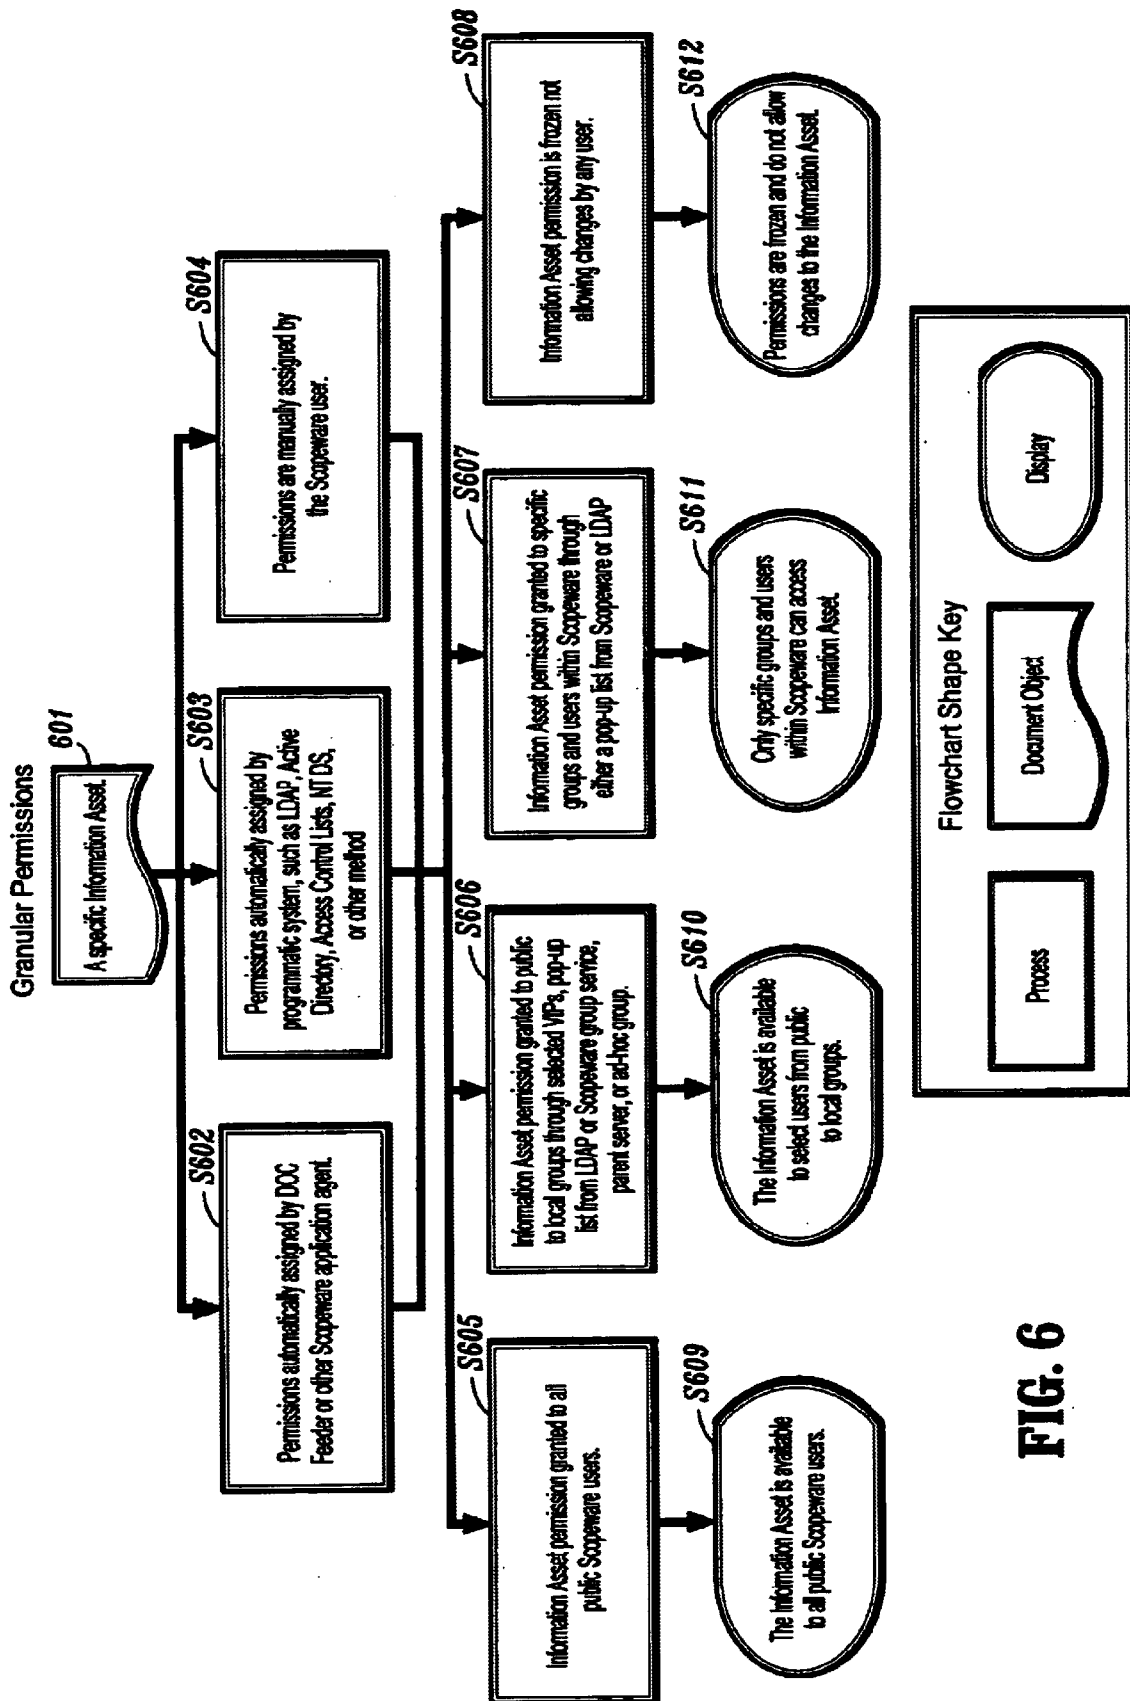 Granular Permissions
601
A specific Information Asset.
S602
Permissions automatically assigned by DOC
Feeder or other Scopeware application agent.
S603
Permissions automatically assigned by
programmatic system, such as LDAP, Active
Directory, Access Control Lists, NT DS,
or other method
S604
Permissions are manually assigned by
the Scopeware user.
S605
Information Asset permission granted to all
public Scopeware users.
S606
Information Asset permission granted to public
to local groups through selected VIPs, pop-up
list from LDAP or Scopeware group service,
parent server, or ad-hoc group.
S607
Information Asset permission granted to specific
groups and users within Scopeware through
either a pop-up list from Scopeware or LDAP
S608
Information Asset permission is frozen not
allowing changes by any user.
S609
The Information Asset is available
to all public Scopeware users.
S610
The Information Asset is available
to select users from public
to local groups.
S611
Only specific groups and users
within Scopeware can access
Information Asset.
S612
Permissions are frozen and do not allow
changes to the Information Asset.
Flowchart Shape Key
Process
Document Object
Display
FIG. 6